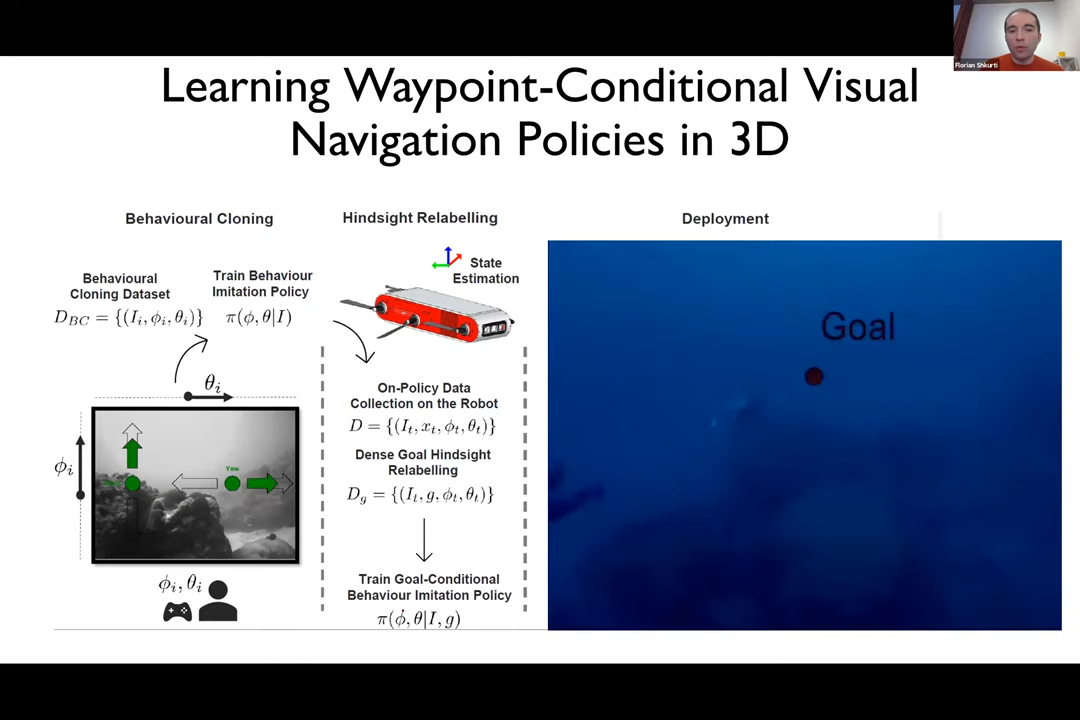 Florian Shkurti
Learning Waypoint-Conditional Visual
Navigation Policies in 3D
Behavioural Cloning
Behavioural
Cloning Dataset
D_{BC} = {(I_i, ϕ_i, θ_i)}
Train Behaviour
Imitation Policy
π(ϕ, θ|I)
θ_i
ϕ_i
Yaw
ϕ_i, θ_i
Hindsight Relabelling
State
Estimation
On-Policy Data
Collection on the Robot
D = {(I_t, x_t, ϕ_t, θ_t)}
Dense Goal Hindsight
Relabelling
D_g = {(I_t, g, ϕ_t, θ_t)}
Train Goal-Conditional
Behaviour Imitation Policy
π(ϕ, θ|I, g)
Deployment
Goal